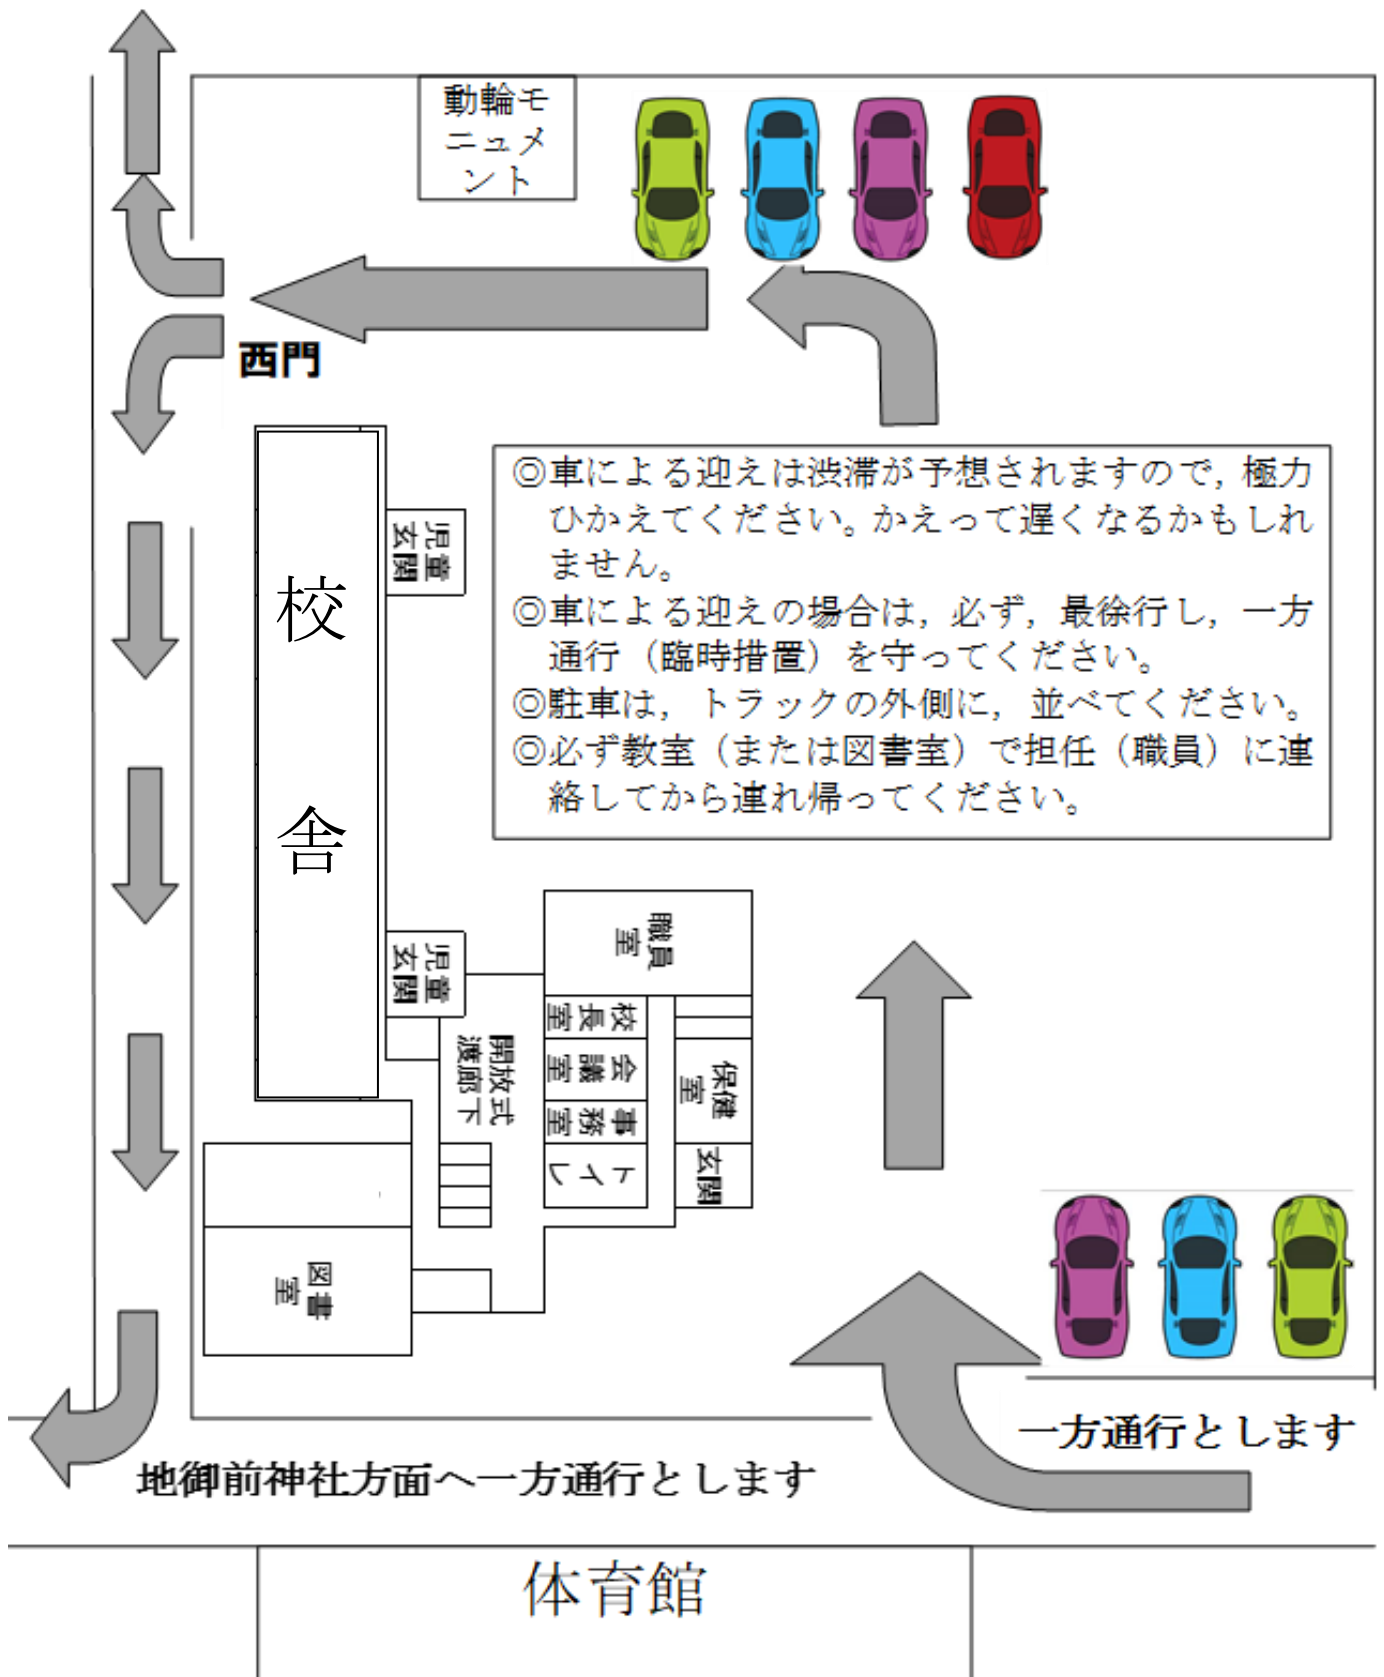 動輪モ
ニュメ
ント
西門
◎車による迎えは渋滞が予想されますので，極力
ひかえてください。かえって遅くなるかもしれ
ません。
◎車による迎えの場合は，必ず，最徐行し，一方
通行（臨時措置）を守ってください。
◎駐車は，トラックの外側に，並べてください。
◎必ず教室（または図書室）で担任（職員）に連
絡してから連れ帰ってください。
児童
玄関
校
舎
児童
玄関
職員
室
校長室
会議室
事務室
トイレ
開放式
渡廊下
保健
室
玄関
図書
室
一方通行とします
地御前神社方面へ一方通行とします
体育館